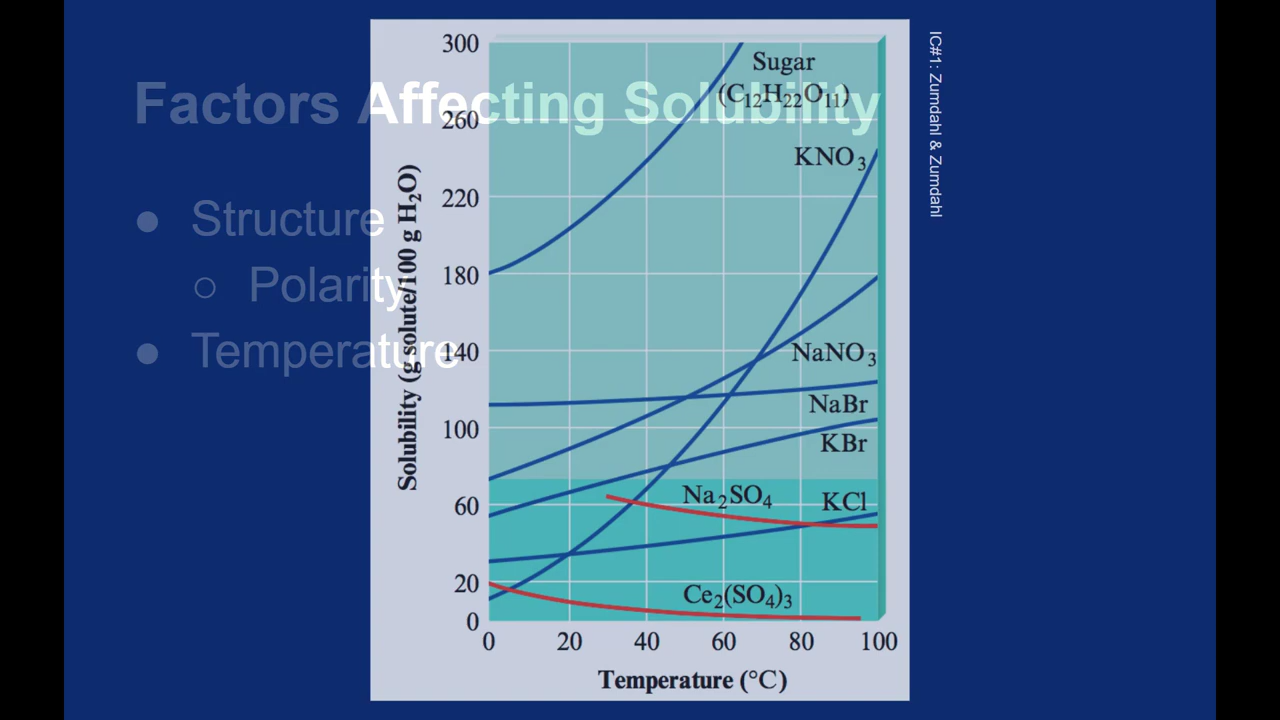 Factors Affecting Solubility
● Structure
○ Polarity
● Temperature
Solubility (g solute/100 g H₂O)
300
260
220
180
140
100
60
20
0
Sugar
(C₁₂H₂₂O₁₁)
KNO₃
NaNO₃
NaBr
KBr
Na₂SO₄
KCl
Ce₂(SO₄)₃
0 20 40 60 80 100
Temperature (°C)
IC#1: Zumdahl & Zumdahl